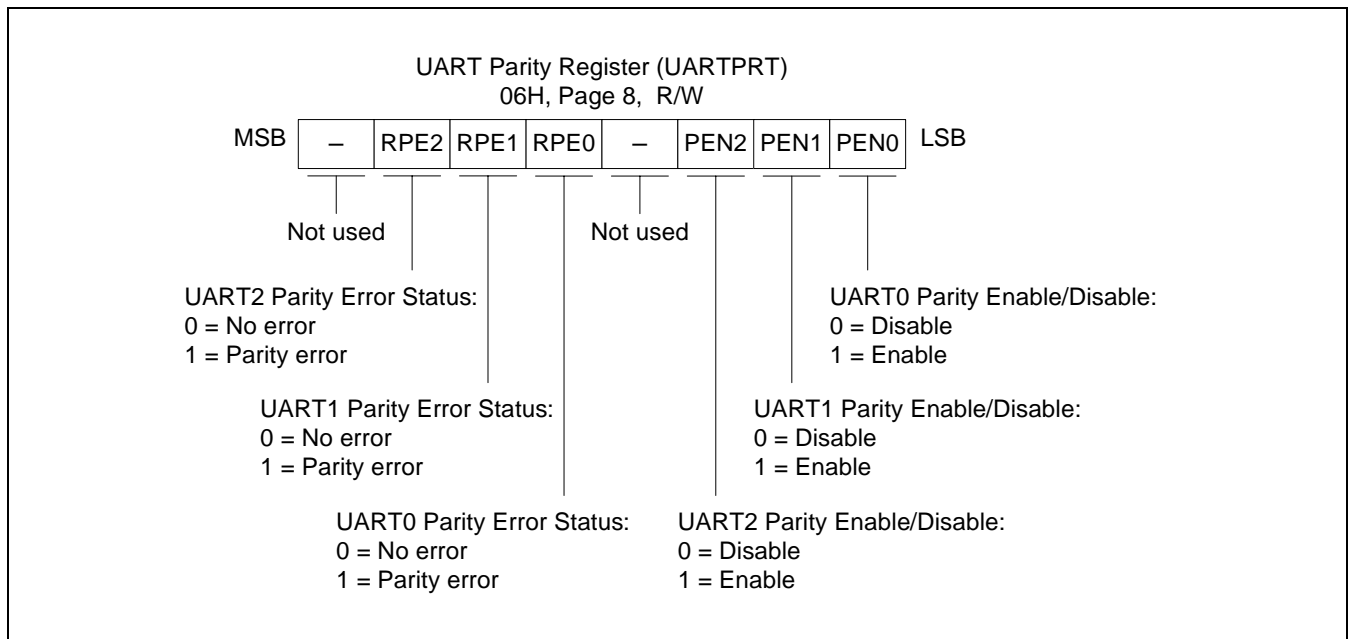 UART Parity Register (UARTPRT)
06H, Page 8, R/W
MSB – RPE2 RPE1 RPE0 – PEN2 PEN1 PEN0 LSB
Not used
Not used
UART2 Parity Error Status:
0 = No error
1 = Parity error
UART0 Parity Enable/Disable:
0 = Disable
1 = Enable
UART1 Parity Error Status:
0 = No error
1 = Parity error
UART1 Parity Enable/Disable:
0 = Disable
1 = Enable
UART0 Parity Error Status:
0 = No error
1 = Parity error
UART2 Parity Enable/Disable:
0 = Disable
1 = Enable